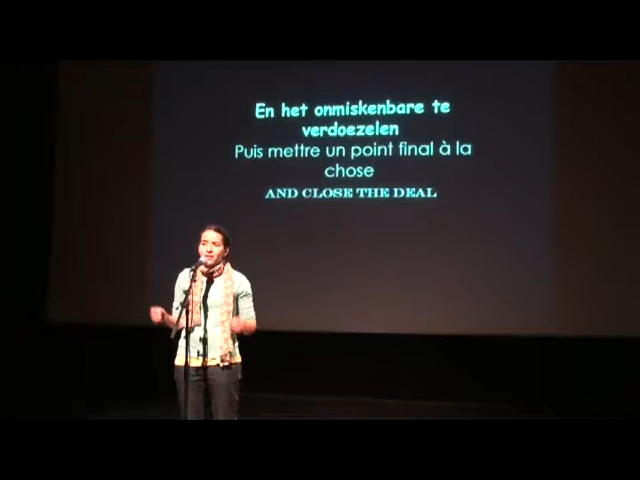 En het onmiskenbare te
verdoezelen
Puis mettre un point final à la
chose
AND CLOSE THE DEAL